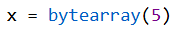 x = bytearray(5)